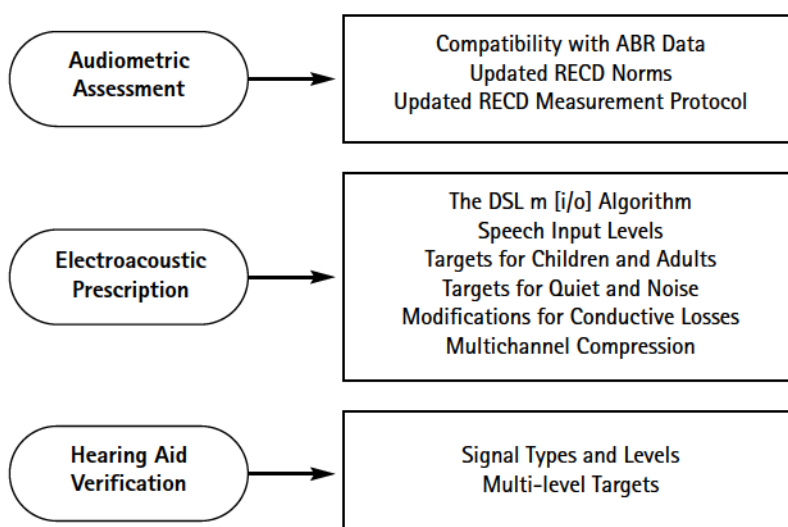 Audiometric
Assessment
Compatibility with ABR Data
Updated RECD Norms
Updated RECD Measurement Protocol
Electroacoustic
Prescription
The DSL m [i/o] Algorithm
Speech Input Levels
Targets for Children and Adults
Targets for Quiet and Noise
Modifications for Conductive Losses
Multichannel Compression
Hearing Aid
Verification
Signal Types and Levels
Multi-level Targets